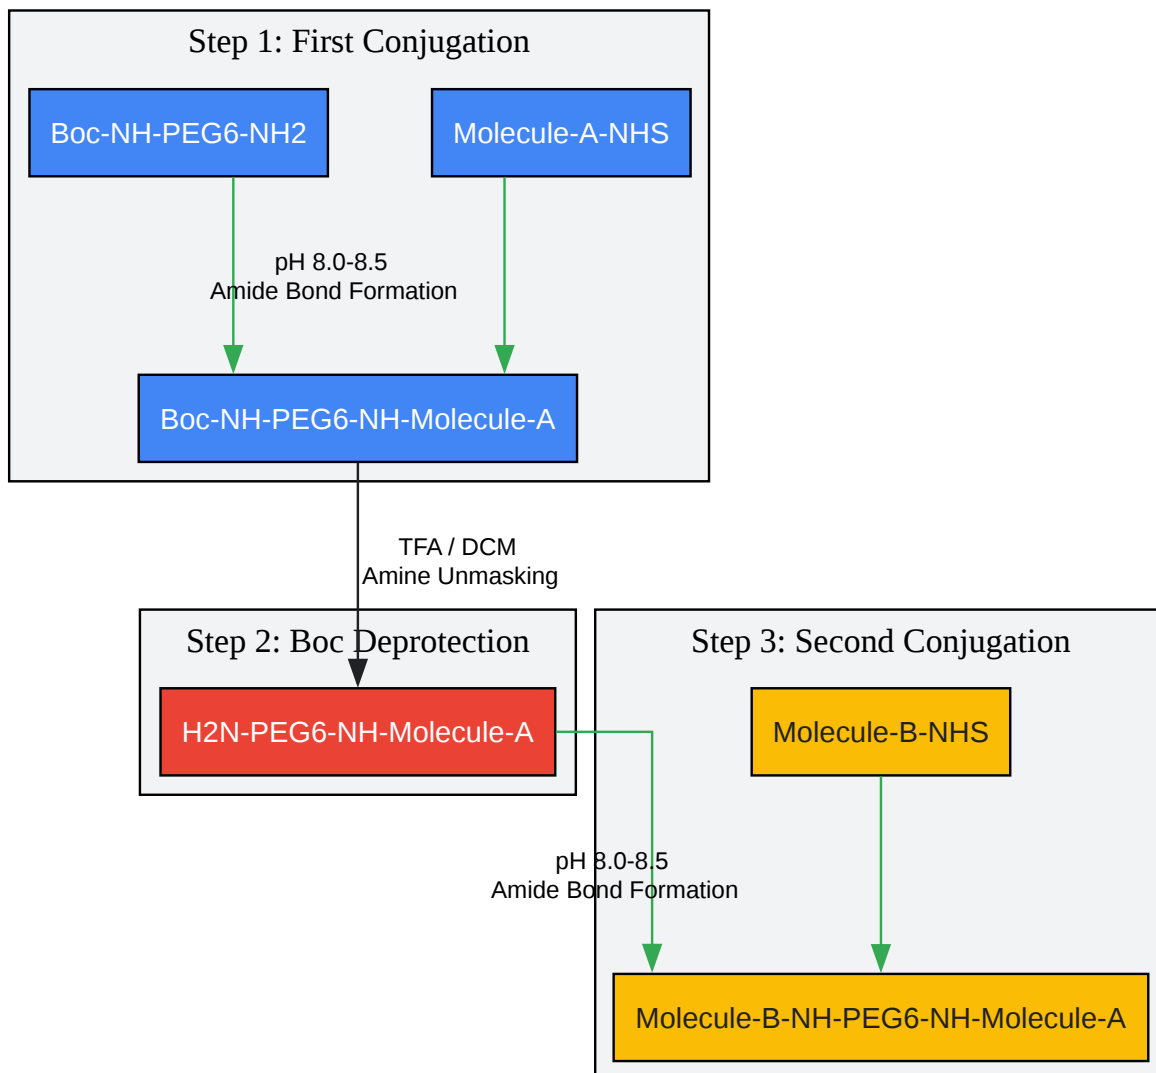 Step 1: First Conjugation
Boc-NH-PEG6-NH2
Molecule-A-NHS
pH 8.0-8.5
Amide Bond Formation
Boc-NH-PEG6-NH-Molecule-A
TFA / DCM
Amine Unmasking
Step 2: Boc Deprotection
H2N-PEG6-NH-Molecule-A
Step 3: Second Conjugation
Molecule-B-NHS
pH 8.0-8.5
Amide Bond Formation
Molecule-B-NH-PEG6-NH-Molecule-A